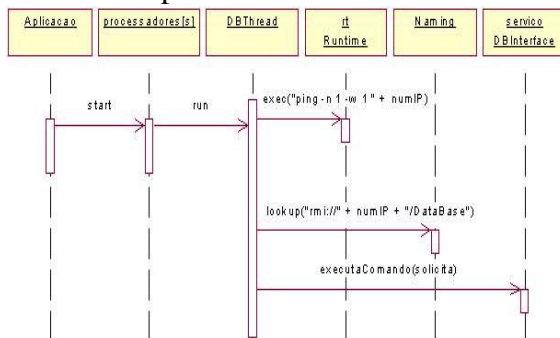 Aplicacao
processadores[s]
DBThread
rt
Runtime
Naming
servico
DBInterface
start
run
exec("ping -n 1 -w 1" + numIP)
lookup("rmi://" + numIP + "/DataBase")
executaComando(solicita)